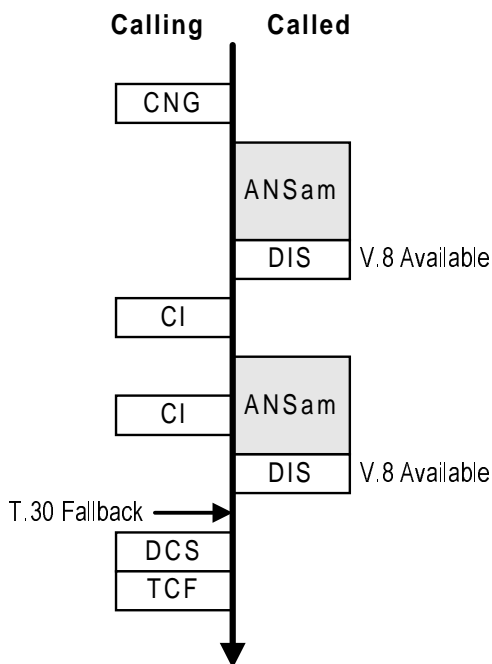 Calling Called
CNG
ANSam
DIS V.8 Available
CI
ANSam
CI
DIS V.8 Available
T.30 Fallback
DCS
TCF